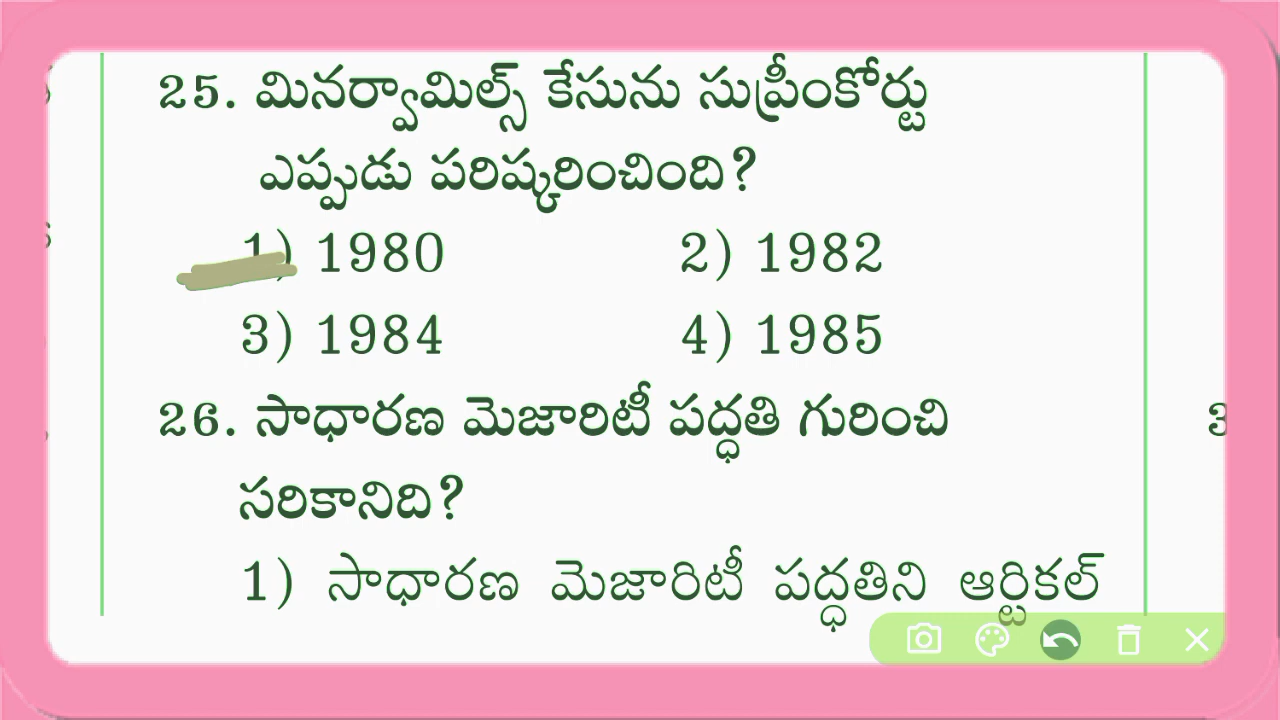 25. మినర్వామిల్స్ కేసును సుప్రీంకోర్టు
ఎప్పుడు పరిష్కరించింది?
1) 1980 2) 1982
3) 1984 4) 1985
26. సాధారణ మెజారిటీ పద్ధతి గురించి
సరికానిది?
1) సాధారణ మెజారిటీ పద్ధతిని ఆర్టికల్